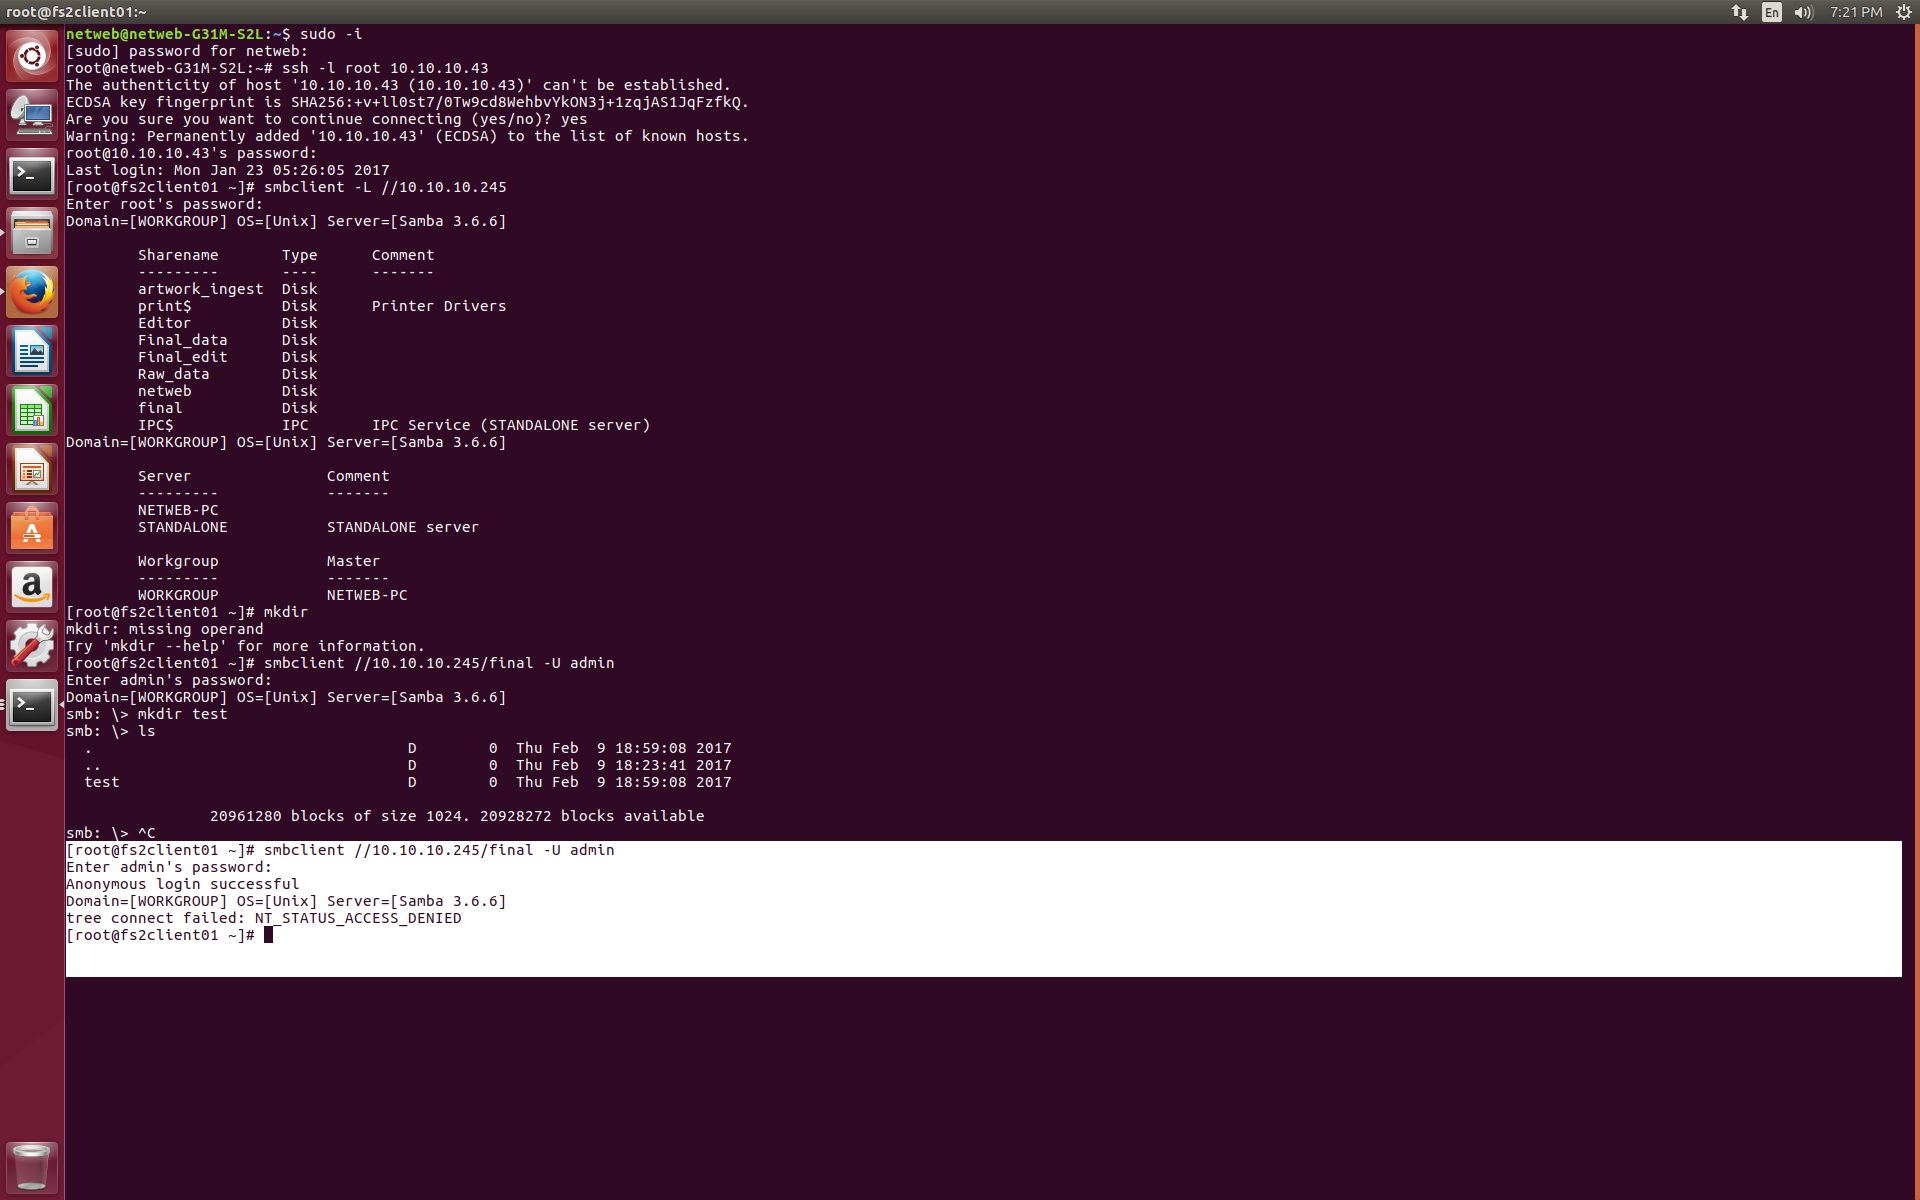 root@fs2client01:~
En
7:21 PM
netweb@netweb-G31M-S2L:~$ sudo -i
[sudo] password for netweb:
root@netweb-G31M-S2L:~# ssh -l root 10.10.10.43
The authenticity of host '10.10.10.43 (10.10.10.43)' can't be established.
ECDSA key fingerprint is SHA256:+v+ll0st7/0Tw9cd8WehbvYkON3j+1zqjAS1JqFzfkQ.
Are you sure you want to continue connecting (yes/no)? yes
Warning: Permanently added '10.10.10.43' (ECDSA) to the list of known hosts.
root@10.10.10.43's password:
Last login: Mon Jan 23 05:26:05 2017
[root@fs2client01 ~]# smbclient -L //10.10.10.245
Enter root's password:
Domain=[WORKGROUP] OS=[Unix] Server=[Samba 3.6.6]
Sharename Type Comment
--------- ---- -------
artwork_ingest Disk
print$ Disk Printer Drivers
Editor Disk
Final_data Disk
Final_edit Disk
Raw_data Disk
netweb Disk
final Disk
IPC$ IPC IPC Service (STANDALONE server)
Domain=[WORKGROUP] OS=[Unix] Server=[Samba 3.6.6]
Server Comment
--------- -------
NETWEB-PC
STANDALONE STANDALONE server
Workgroup Master
--------- -------
WORKGROUP NETWEB-PC
[root@fs2client01 ~]# mkdir
mkdir: missing operand
Try 'mkdir --help' for more information.
[root@fs2client01 ~]# smbclient //10.10.10.245/final -U admin
Enter admin's password:
Domain=[WORKGROUP] OS=[Unix] Server=[Samba 3.6.6]
smb: \> mkdir test
smb: \> ls
. D 0 Thu Feb 9 18:59:08 2017
.. D 0 Thu Feb 9 18:23:41 2017
test D 0 Thu Feb 9 18:59:08 2017
20961280 blocks of size 1024. 20928272 blocks available
smb: \> ^C
[root@fs2client01 ~]# smbclient //10.10.10.245/final -U admin
Enter admin's password:
Anonymous login successful
Domain=[WORKGROUP] OS=[Unix] Server=[Samba 3.6.6]
tree connect failed: NT_STATUS_ACCESS_DENIED
[root@fs2client01 ~]#